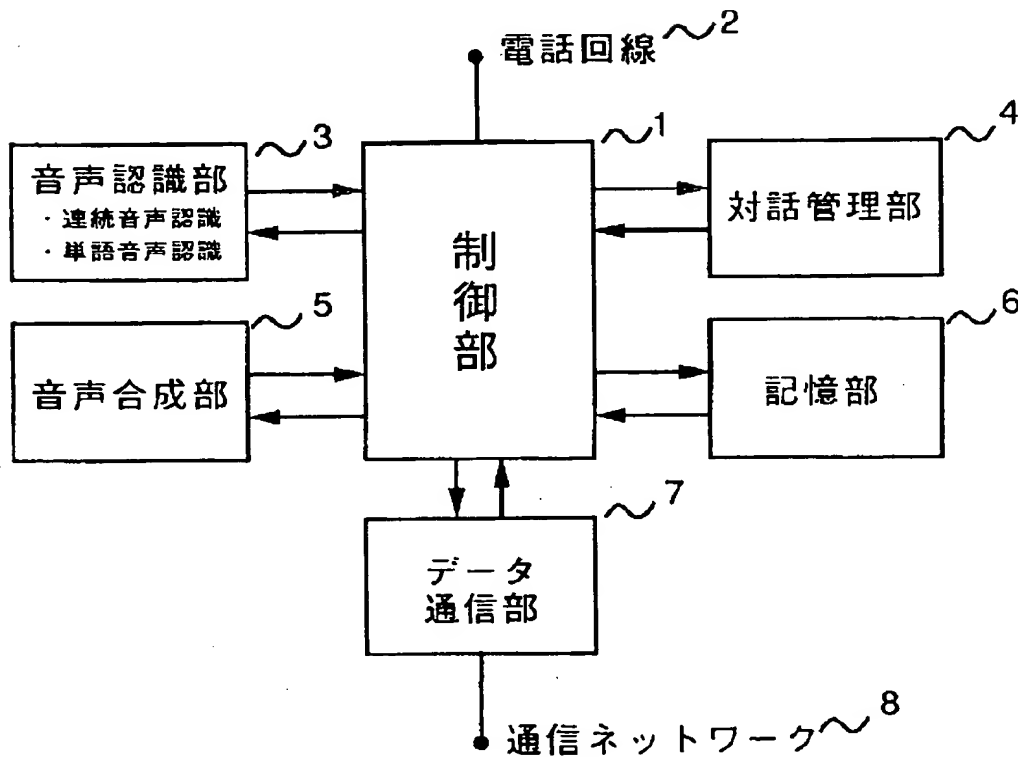 電話回線 2
1
3
音声認識部
・連続音声認識
・単語音声認識
4
対話管理部
制御部
5
音声合成部
6
記憶部
7
データ
通信部
通信ネットワーク 8